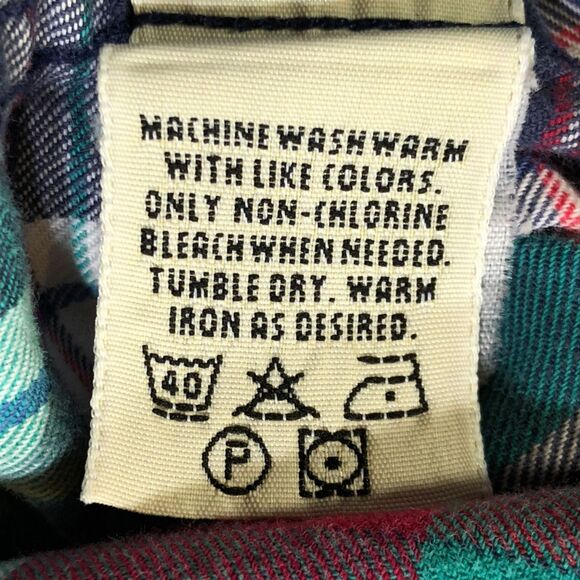 MACHINE WASH WARM
WITH LIKE COLORS.
ONLY NON-CHLORINE
BLEACH WHEN NEEDED.
TUMBLE DRY. WARM
IRON AS DESIRED.
40
P